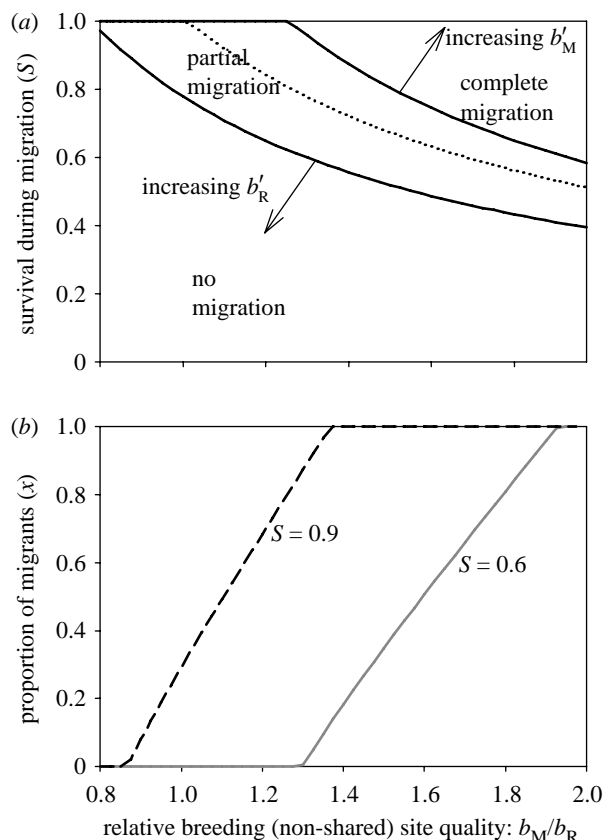 (a)
1.0
0.8
0.6
0.4
0.2
0
survival during migration (S)
partial
migration
increasing b′M
complete
migration
increasing b′R
no
migration
(b)
1.0
0.8
0.6
0.4
0.2
0
proportion of migrants (x)
S = 0.9
S = 0.6
0.8 1.0 1.2 1.4 1.6 1.8 2.0
relative breeding (non-shared) site quality: bM/bR